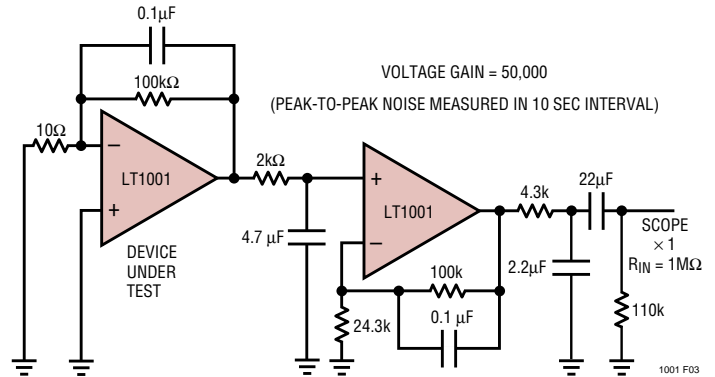 0.1µF
VOLTAGE GAIN = 50,000
(PEAK-TO-PEAK NOISE MEASURED IN 10 SEC INTERVAL)
100kΩ
10Ω
−
LT1001
+
DEVICE
UNDER
TEST
2kΩ
4.7 µF
+
LT1001
−
24.3k
100k
0.1 µF
4.3k
22µF
2.2µF
SCOPE
× 1
RIN = 1MΩ
110k
1001 F03